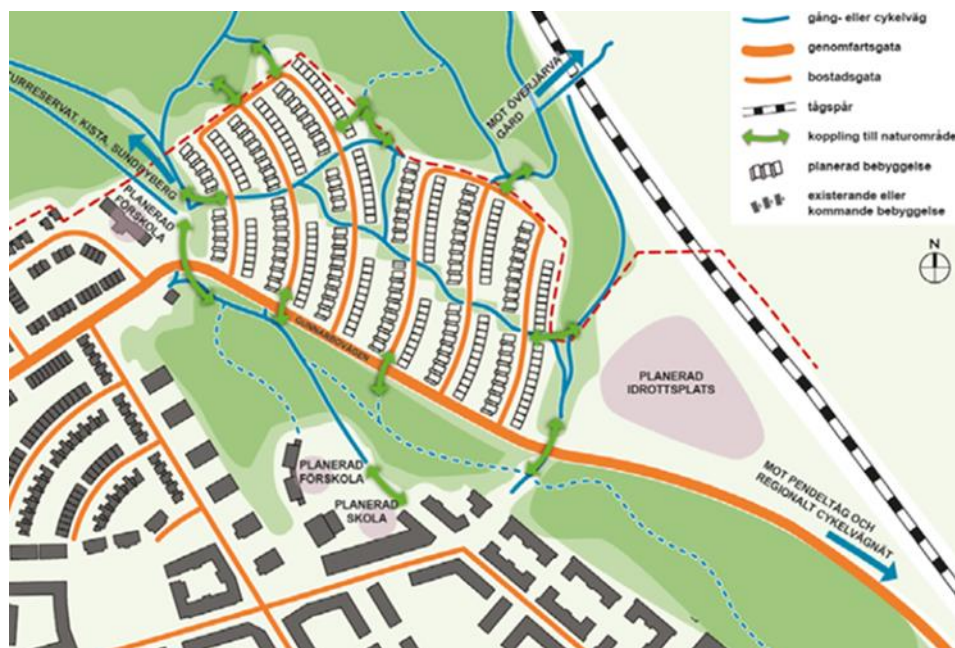 gång- eller cykelväg
genomfartsgata
bostadsgata
tågspår
koppling till naturområde
planerad bebyggelse
existerande eller
kommande bebyggelse
N
MOT ÖVERJÄRVA
GÅRD
URRESERVAT, KISTA, SUNDBYBERG
PLANERAD
FÖRSKOLA
GUNNARBOVÄGEN
PLANERAD
IDROTTSPLATS
PLANERAD
FÖRSKOLA
PLANERAD
SKOLA
MOT PENDELTÅG OCH
REGIONALT CYKELVÄGNÄT